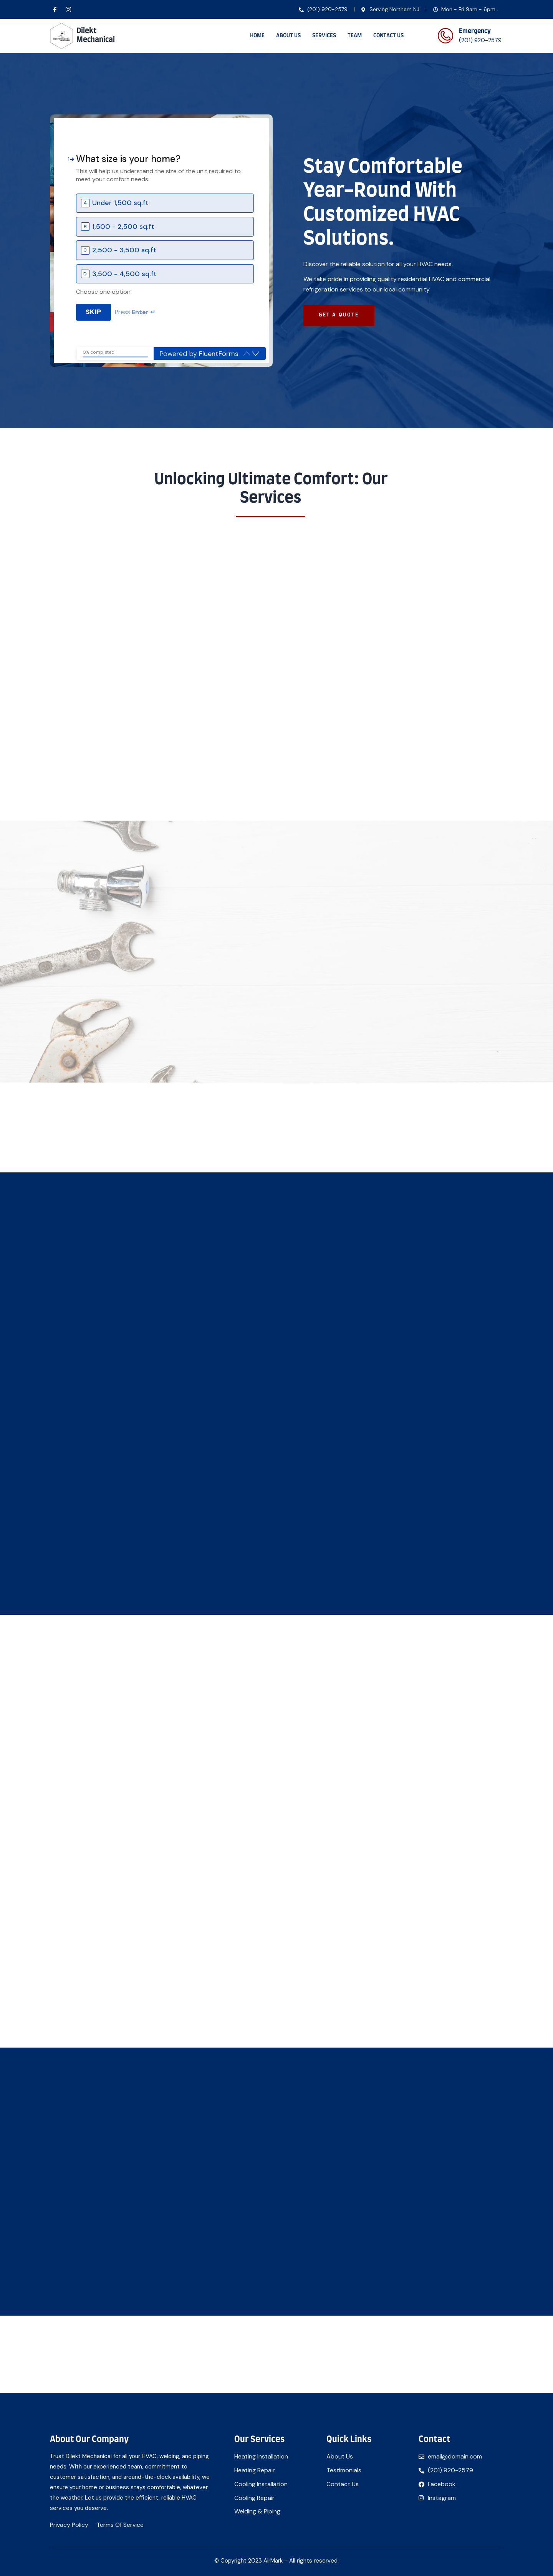 (201) 920-2579 | Serving Northern NJ | Mon - Fri 9am - 6pm
Dilekt
Mechanical
HOME ABOUT US SERVICES TEAM CONTACT US
Emergency
(201) 920-2579
1 What size is your home?
This will help us understand the size of the unit required to
meet your comfort needs.
A Under 1,500 sq.ft
B 1,500 - 2,500 sq.ft
C 2,500 - 3,500 sq.ft
D 3,500 - 4,500 sq.ft
Choose one option
SKIP Press Enter ↵
0% completed
Powered by FluentForms
Stay Comfortable
Year-Round With
Customized HVAC
Solutions.
Discover the reliable solution for all your HVAC needs.
We take pride in providing quality residential HVAC and commercial
refrigeration services to our local community.
GET A QUOTE
Unlocking Ultimate Comfort: Our
Services
About Our Company
Trust Dilekt Mechanical for all your HVAC, welding, and piping
needs. With our experienced team, commitment to
customer satisfaction, and around-the-clock availability, we
ensure your home or business stays comfortable, whatever
the weather. Let us provide the efficient, reliable HVAC
services you deserve.
Privacy Policy Terms Of Service
Our Services
Heating Installation
Heating Repair
Cooling Installation
Cooling Repair
Welding & Piping
Quick Links
About Us
Testimonials
Contact Us
Contact
email@domain.com
(201) 920-2579
Facebook
Instagram
© Copyright 2023 AirMark— All rights reserved.